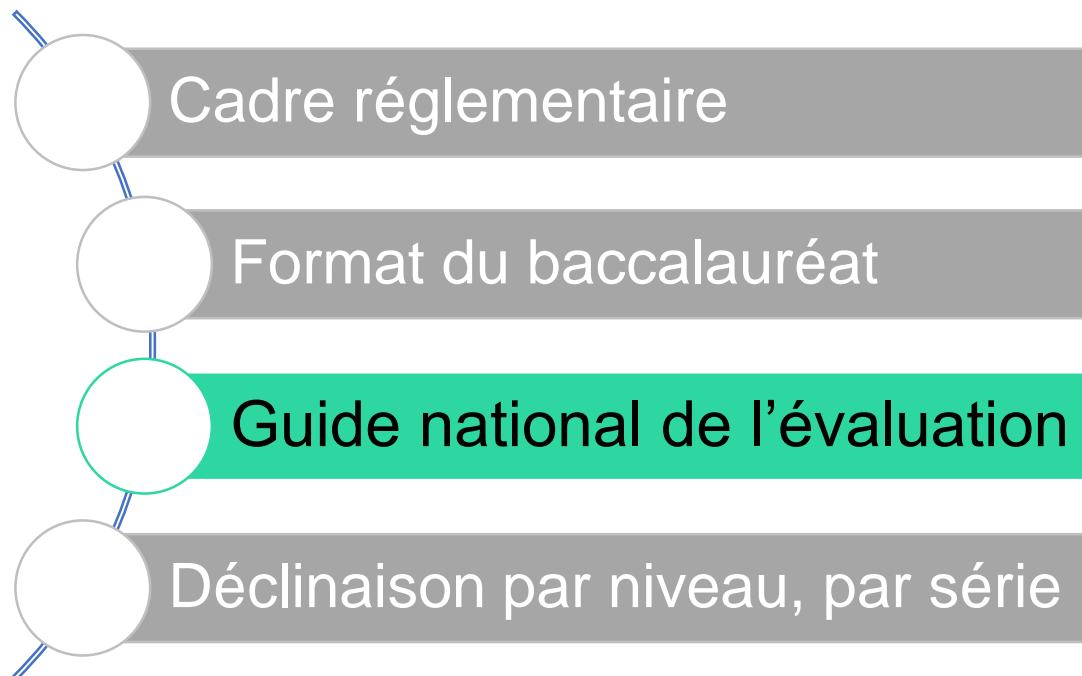 Cadre réglementaire
Format du baccalauréat
Guide national de l’évaluation
Déclinaison par niveau, par série